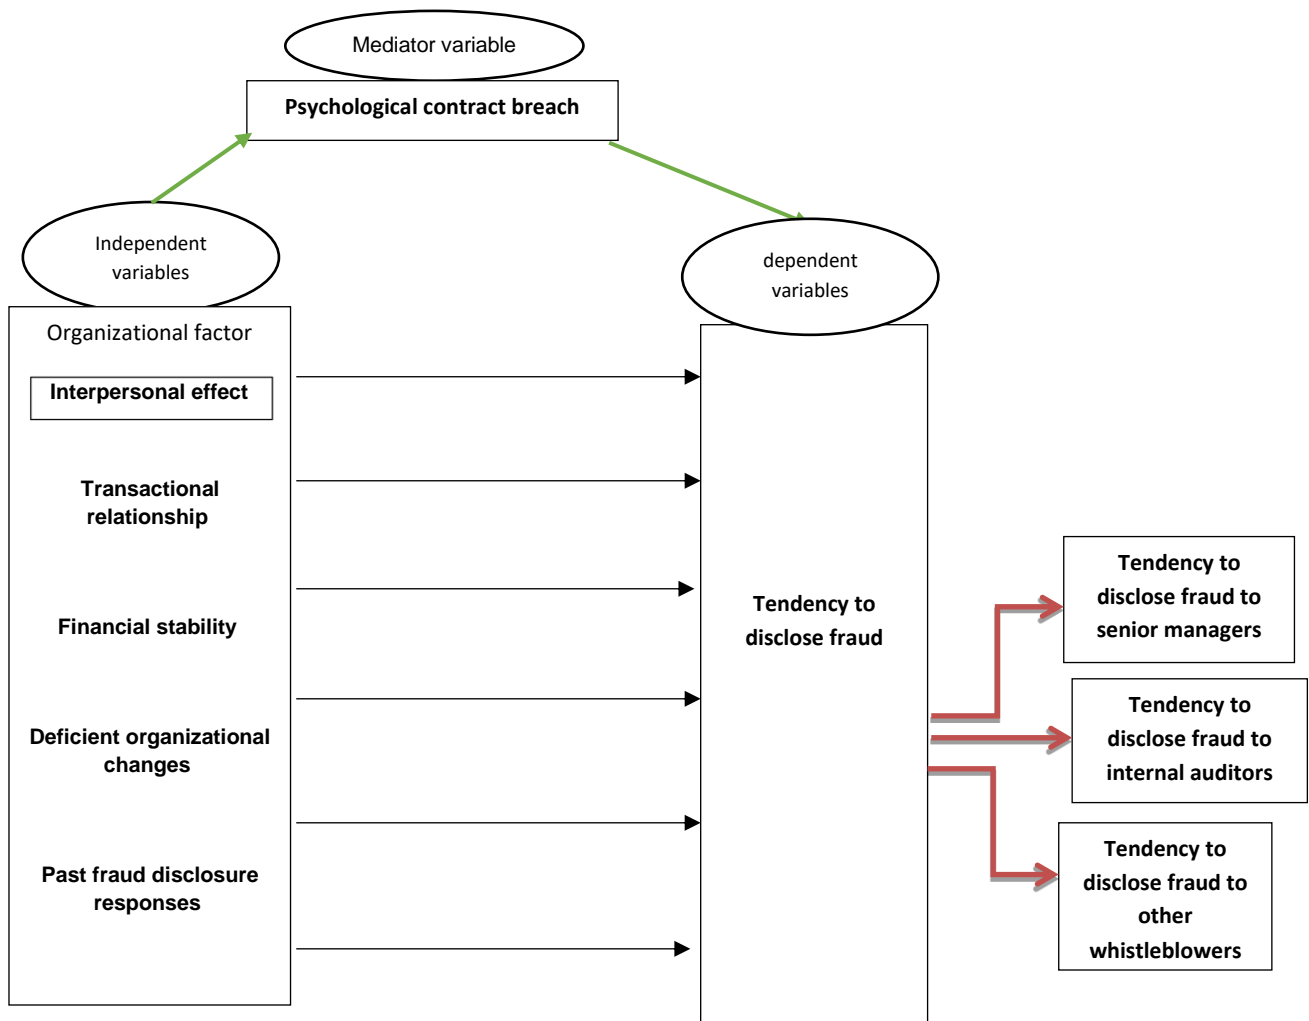 Mediator variable
Psychological contract breach
Independent
variables
dependent
variables
Organizational factor
Interpersonal effect
Transactional
relationship
Financial stability
Deficient organizational
changes
Past fraud disclosure
responses
Tendency to
disclose fraud
Tendency to
disclose fraud to
senior managers
Tendency to
disclose fraud to
internal auditors
Tendency to
disclose fraud to
other
whistleblowers